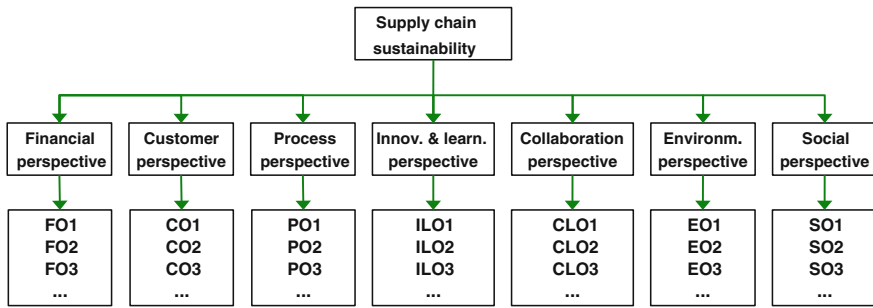 Supply chain
sustainability
Financial
perspective
Customer
perspective
Process
perspective
Innov. & learn.
perspective
Collaboration
perspective
Environm.
perspective
Social
perspective
FO1
FO2
FO3
...
CO1
CO2
CO3
...
PO1
PO2
PO3
...
ILO1
ILO2
ILO3
...
CLO1
CLO2
CLO3
...
EO1
EO2
EO3
...
SO1
SO2
SO3
...